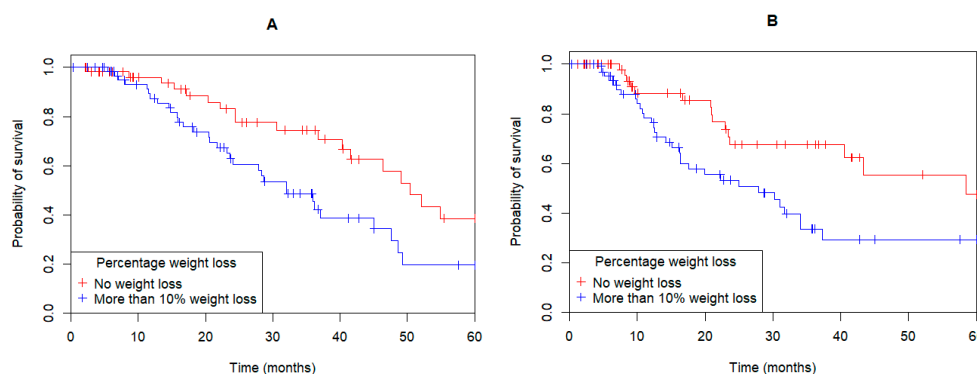 A
Probability of survival
1.0
0.8
0.6
0.4
0.2
0.0
Percentage weight loss
No weight loss
More than 10% weight loss
0 10 20 30 40 50 60
Time (months)
B
Probability of survival
1.0
0.8
0.6
0.4
0.2
0.0
Percentage weight loss
No weight loss
More than 10% weight loss
0 10 20 30 40 50 6
Time (months)